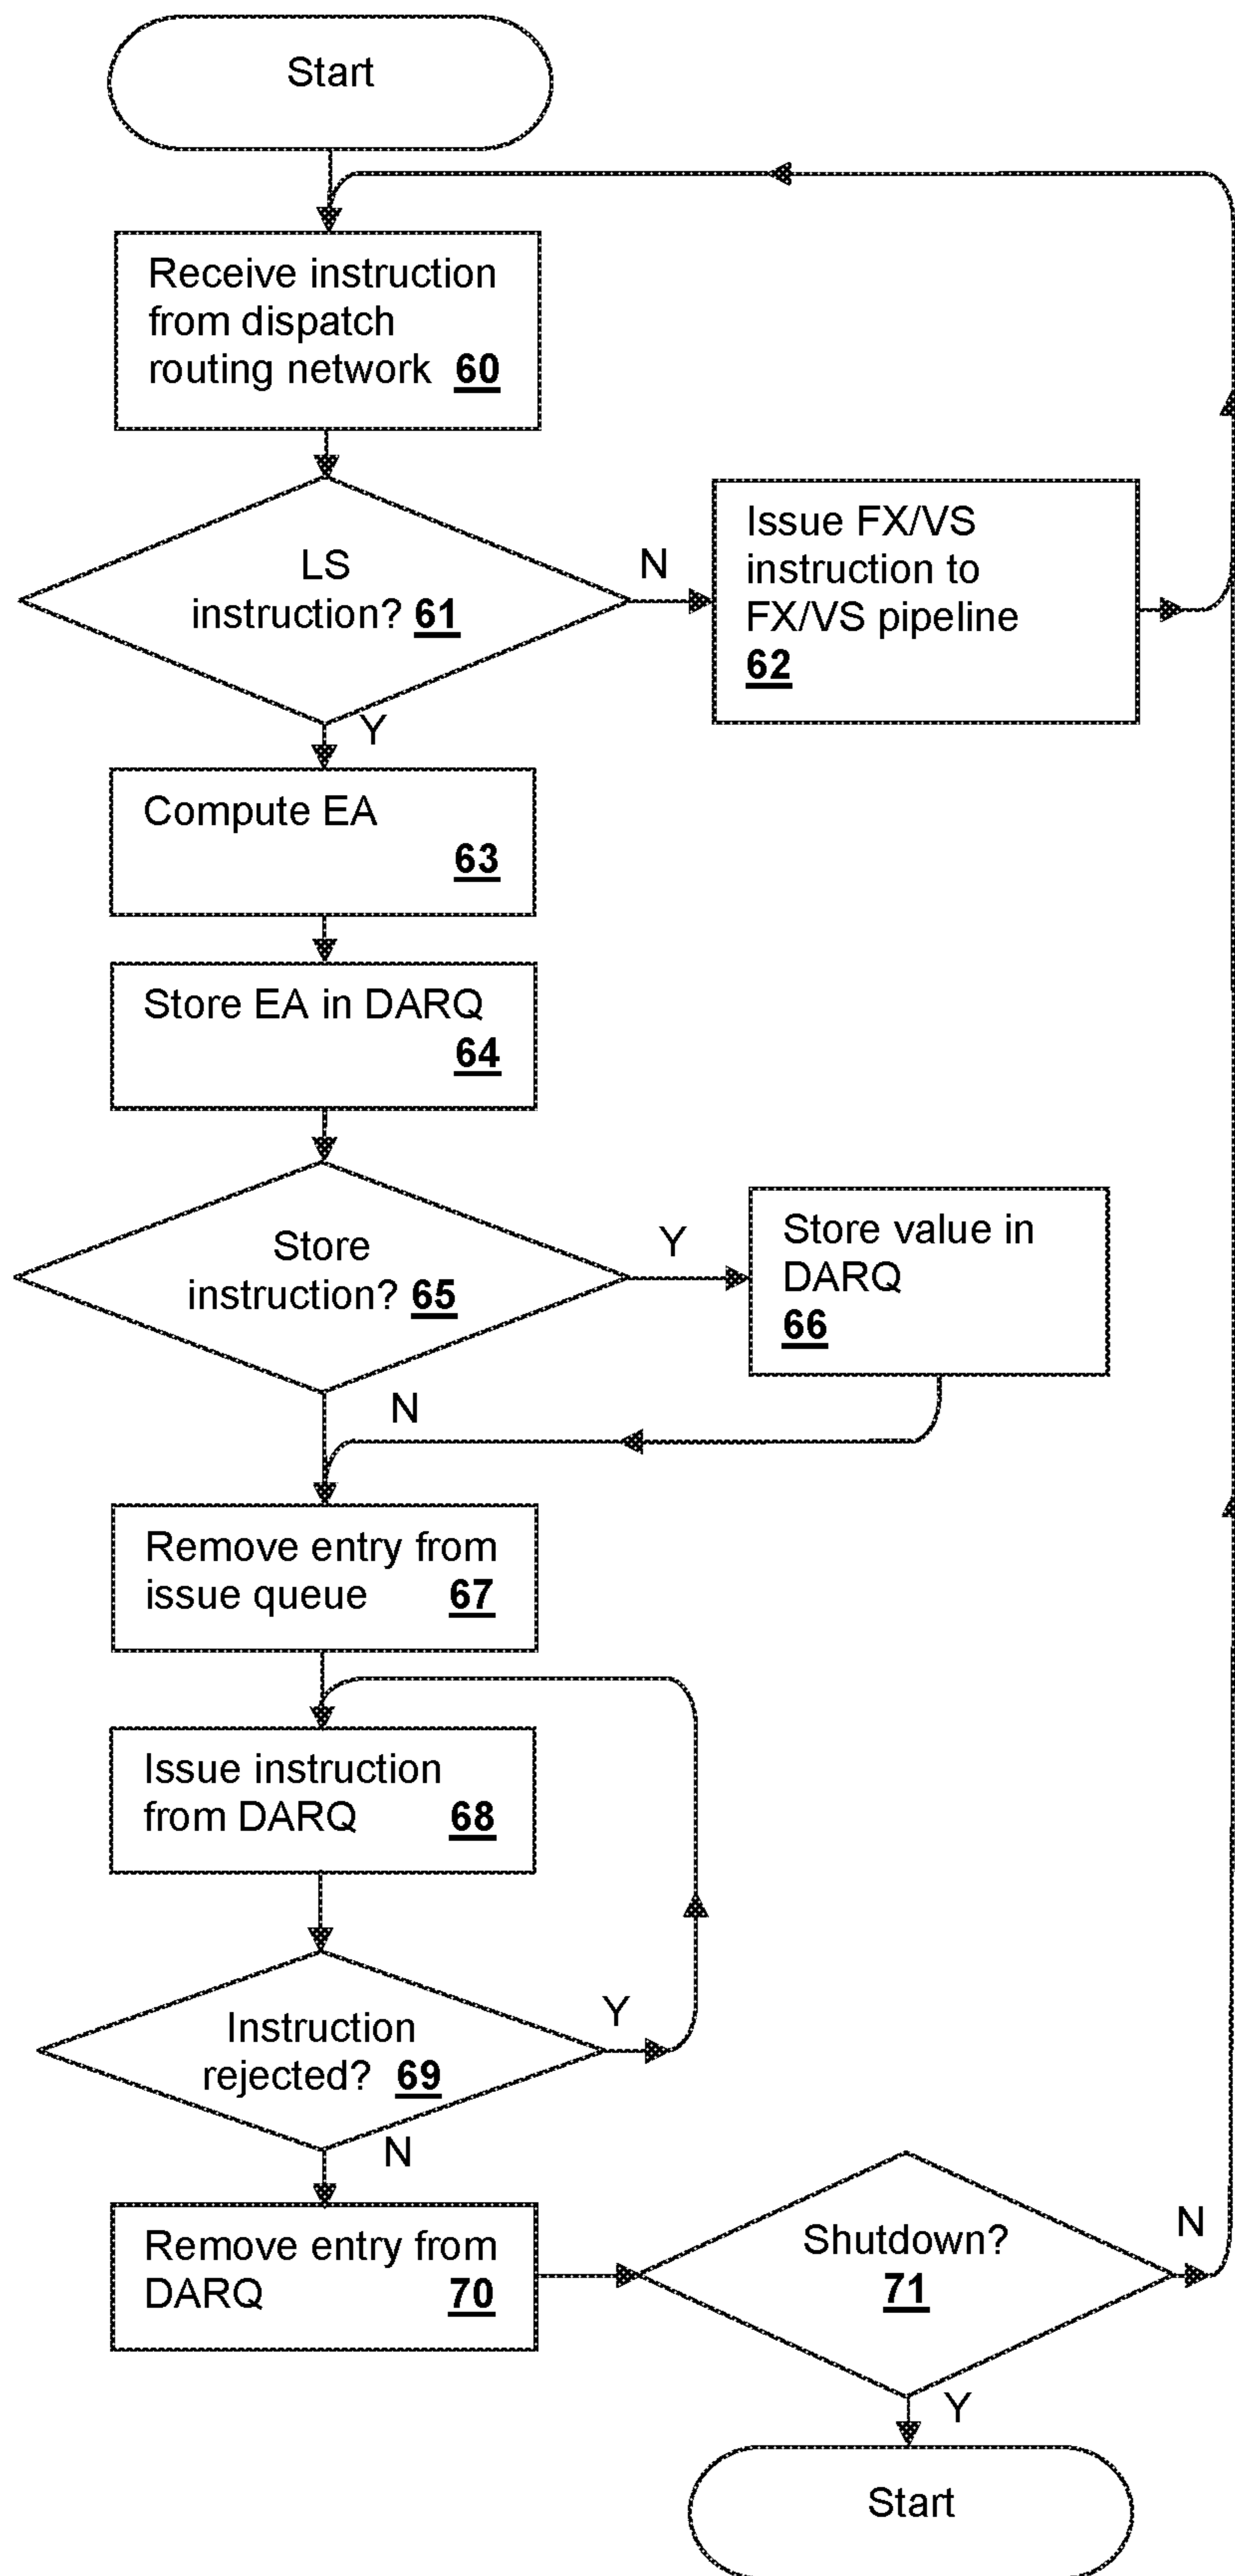 Start
Receive instruction
from dispatch
routing network 60
LS
instruction? 61
N
Issue FX/VS
instruction to
FX/VS pipeline
62
Y
Compute EA
63
Store EA in DARQ
64
Store
instruction? 65
Y
Store value in
DARQ
66
N
Remove entry from
issue queue 67
Issue instruction
from DARQ 68
Instruction
rejected? 69
Y
N
Remove entry from
DARQ 70
Shutdown?
71
N
Y
Start